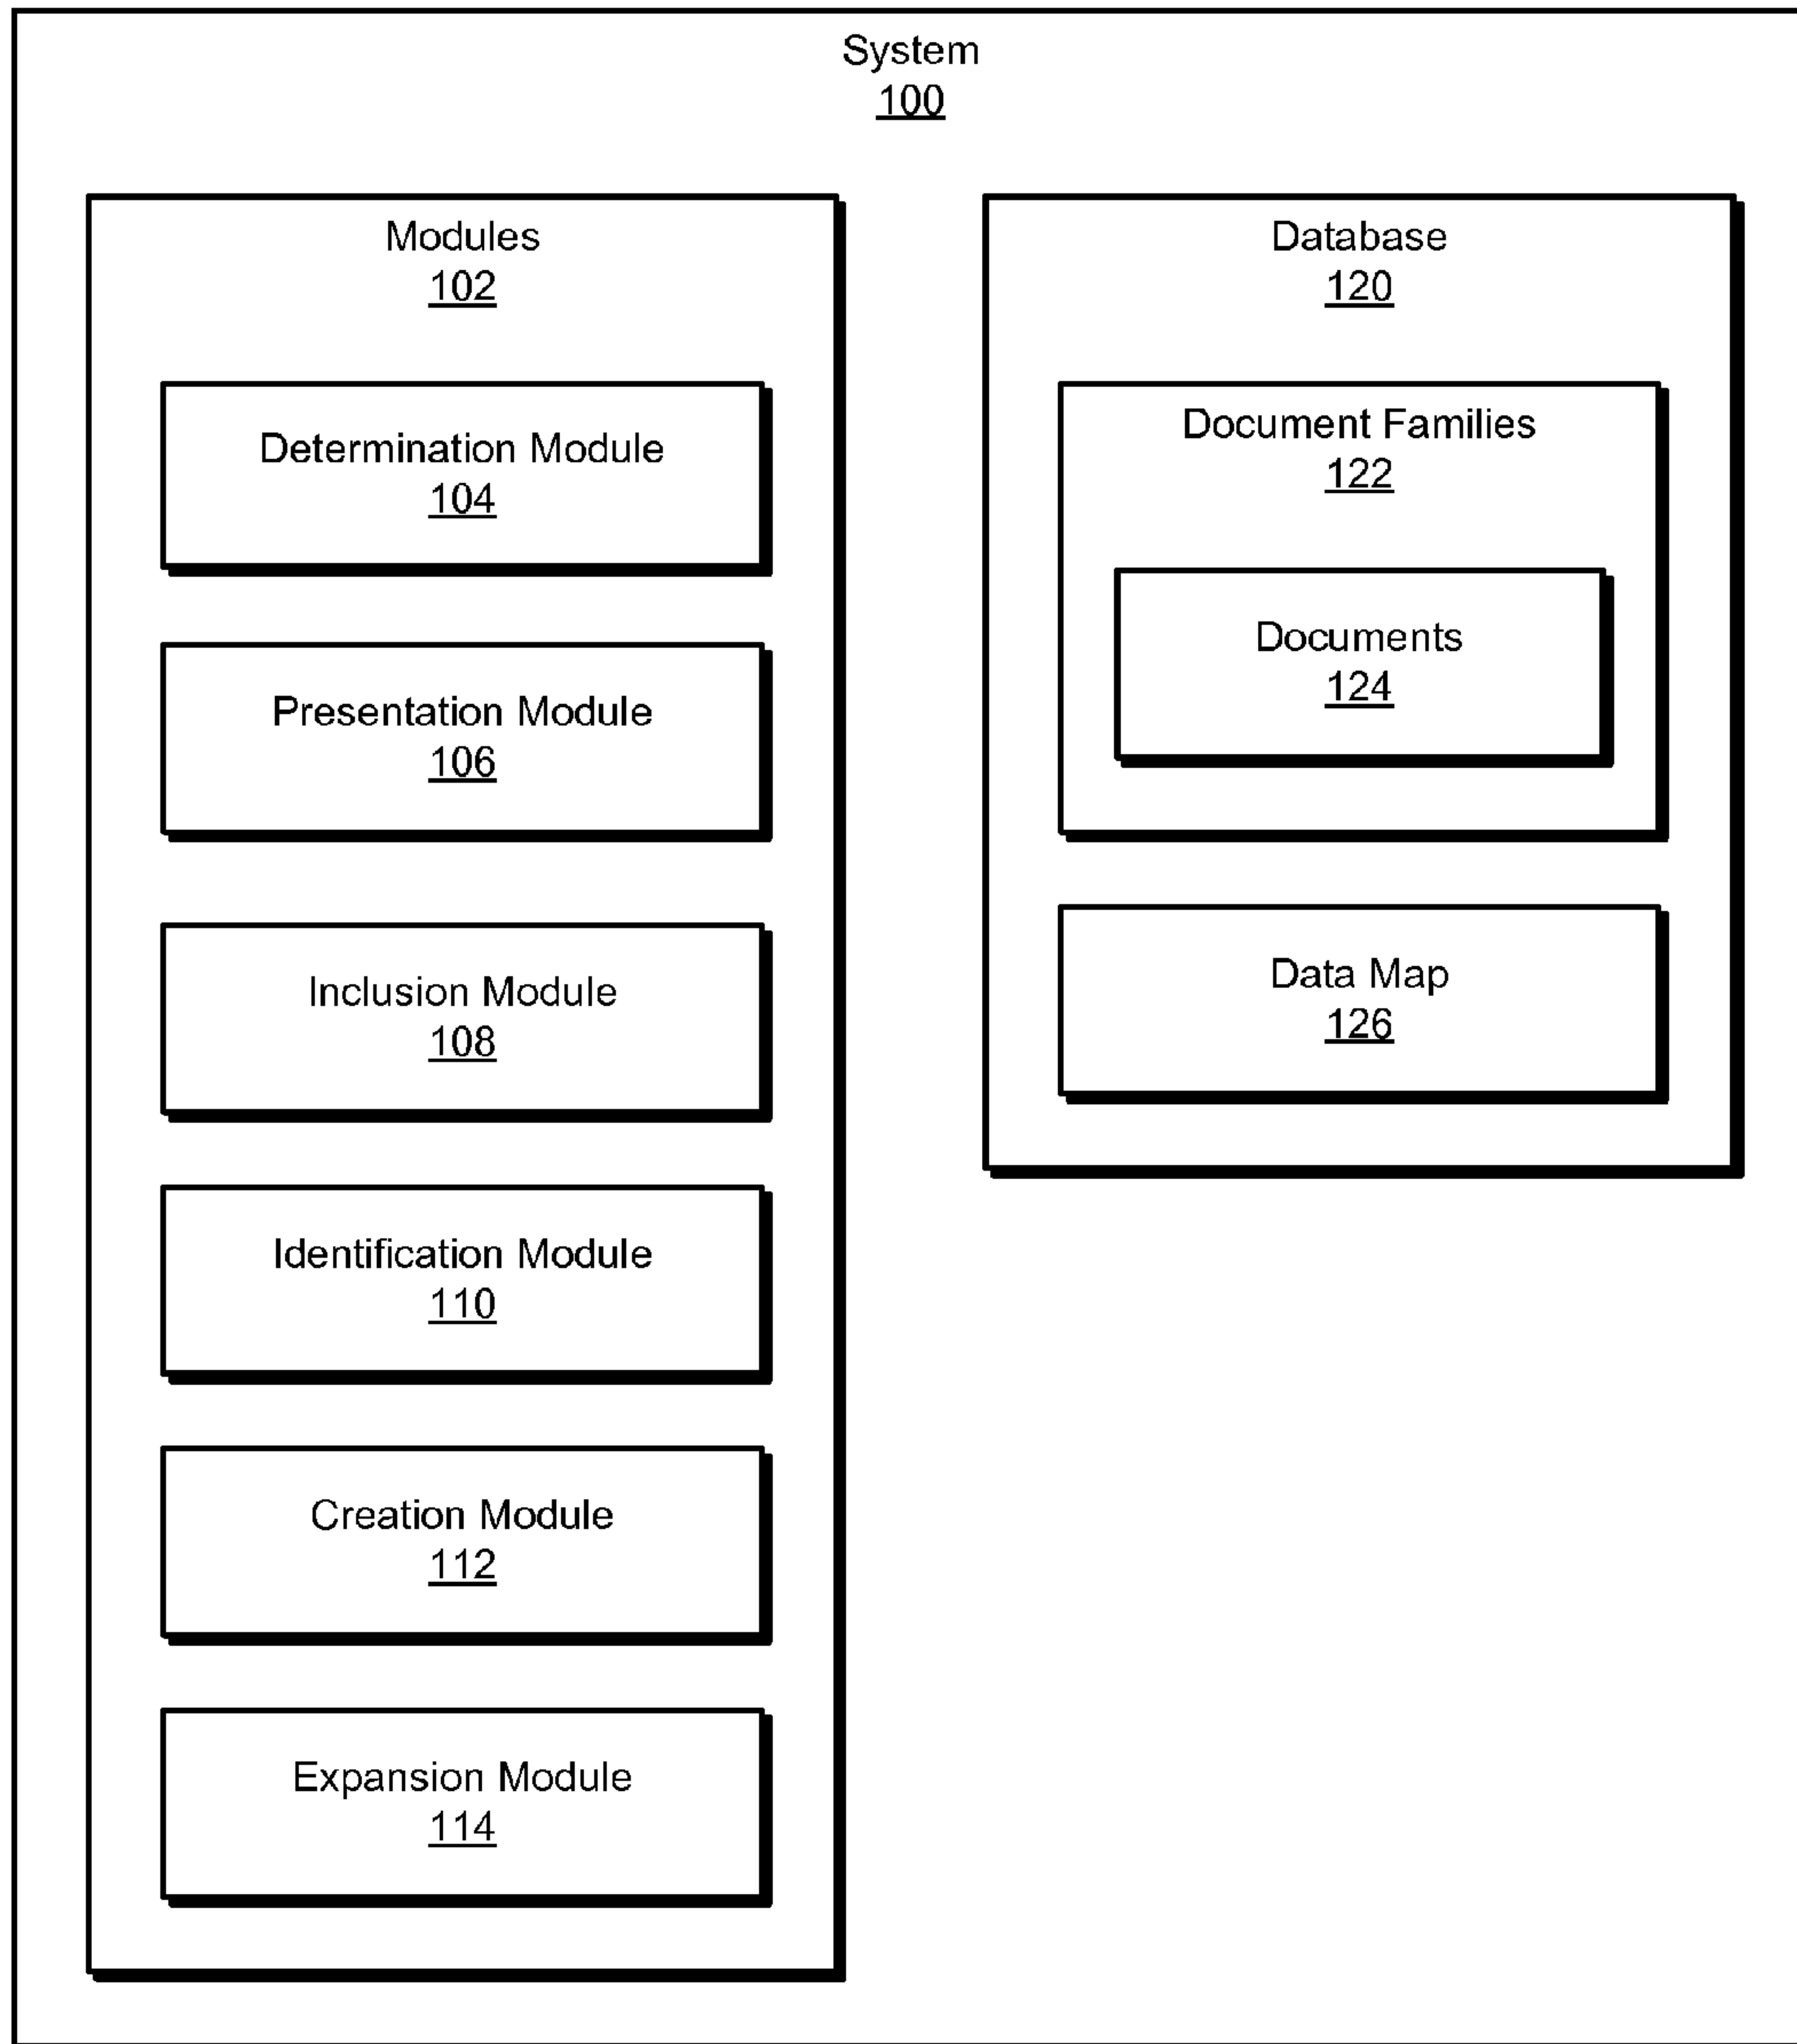 System
100
Modules
102
Determination Module
104
Presentation Module
106
Inclusion Module
108
Identification Module
110
Creation Module
112
Expansion Module
114
Database
120
Document Families
122
Documents
124
Data Map
126